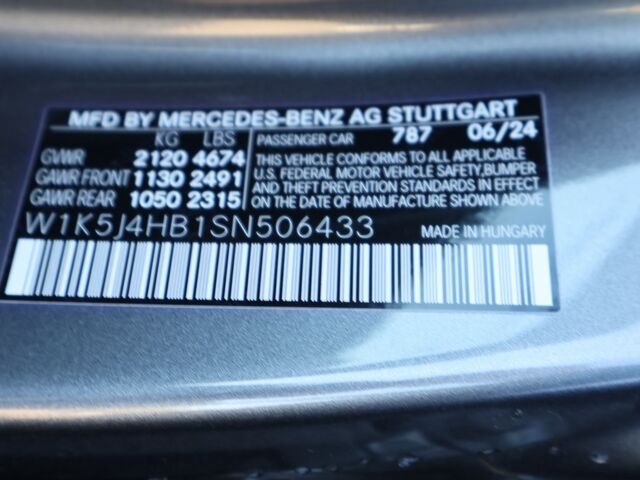 MFD BY MERCEDES-BENZ AG STUTTGART
KG LBS
GVWR 2120 4674
GAWR FRONT 1130 2491
GAWR REAR 1050 2315
PASSENGER CAR 787 06/24
THIS VEHICLE CONFORMS TO ALL APPLICABLE
U.S. FEDERAL MOTOR VEHICLE SAFETY, BUMPER
AND THEFT PREVENTION STANDARDS IN EFFECT
ON THE DATE OF MANUFACTURE SHOWN ABOVE
W1K5J4HB1SN506433
MADE IN HUNGARY